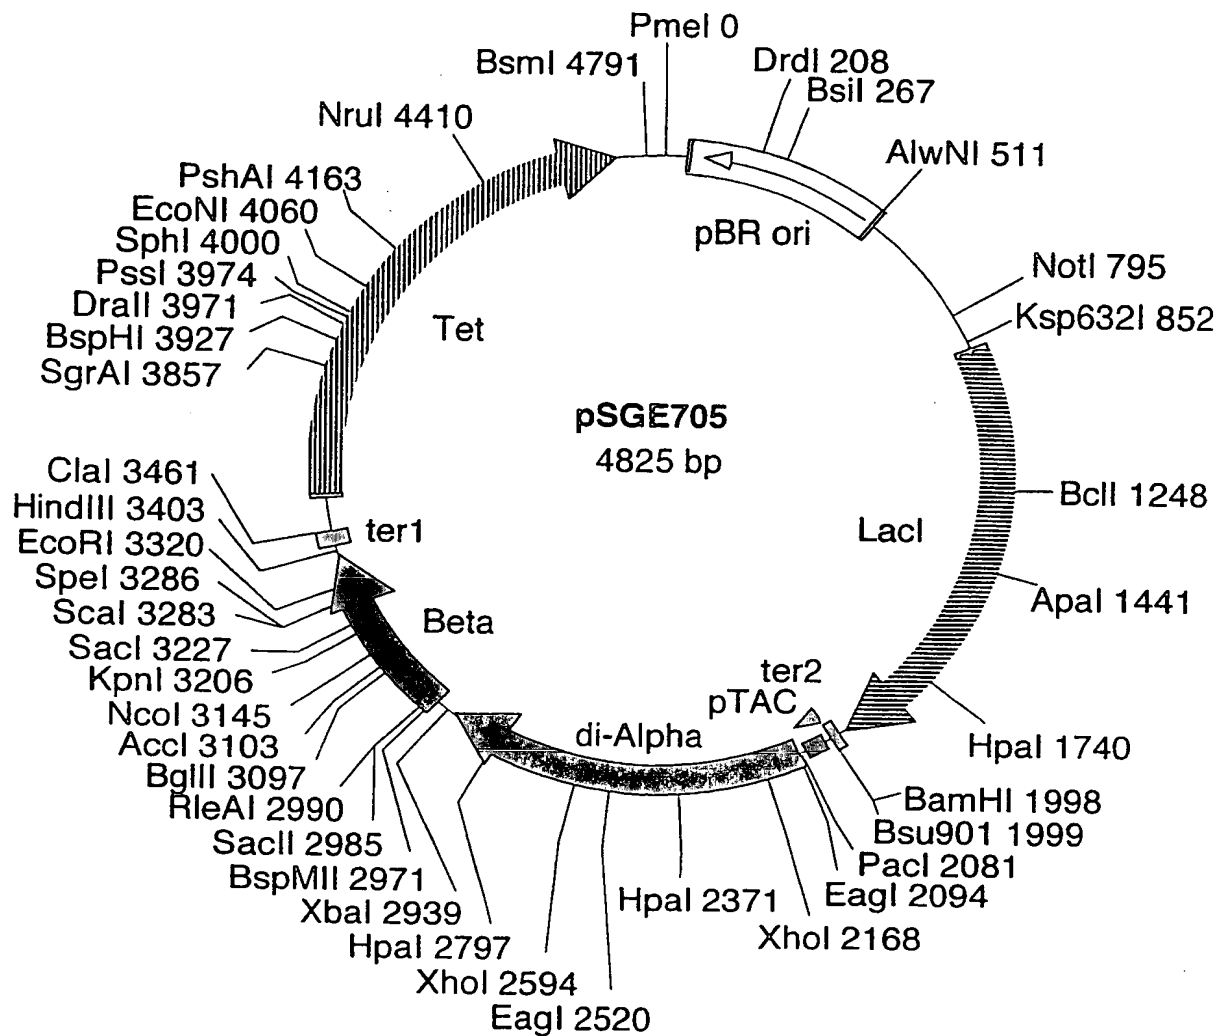 PmeI 0
BsmI 4791
DrdI 208
BsiI 267
NruI 4410
AlwNI 511
PshAI 4163
EcoNI 4060
SphI 4000
PssI 3974
DraII 3971
BspHI 3927
SgrAI 3857
pBR ori
NotI 795
Ksp632I 852
Tet
pSGE705
4825 bp
ClaI 3461
HindIII 3403
EcoRI 3320
SpeI 3286
ScaI 3283
SacI 3227
KpnI 3206
NcoI 3145
AccI 3103
BglII 3097
RleAI 2990
SacII 2985
BspMII 2971
XbaI 2939
HpaI 2797
XhoI 2594
EagI 2520
ter1
Beta
LacI
BclI 1248
ApaI 1441
ter2
pTAC
di-Alpha
HpaI 1740
BamHI 1998
Bsu901 1999
PacI 2081
EagI 2094
HpaI 2371
XhoI 2168